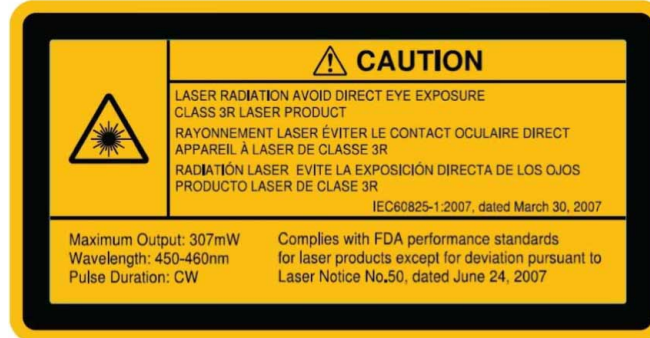 CAUTION
LASER RADIATION AVOID DIRECT EYE EXPOSURE
CLASS 3R LASER PRODUCT
RAYONNEMENT LASER ÉVITER LE CONTACT OCULAIRE DIRECT
APPAREIL À LASER DE CLASSE 3R
RADIATIÓN LASER EVITE LA EXPOSICIÓN DIRECTA DE LOS OJOS
PRODUCTO LASER DE CLASE 3R
IEC60825-1:2007, dated March 30, 2007
Maximum Output: 307mW
Wavelength: 450-460nm
Pulse Duration: CW
Complies with FDA performance standards
for laser products except for deviation pursuant to
Laser Notice No.50, dated June 24, 2007